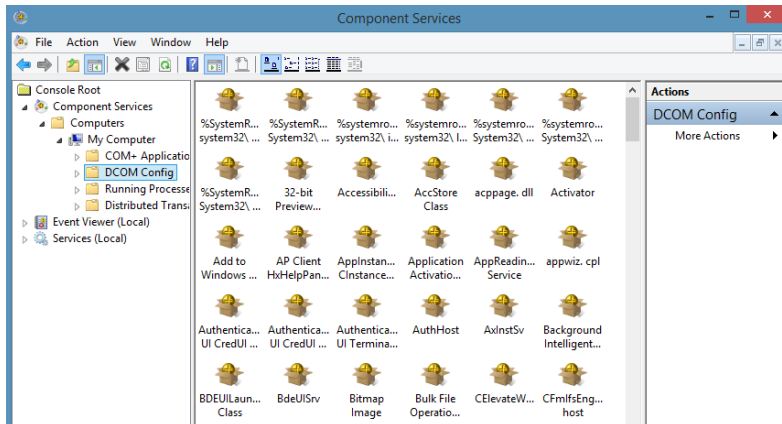 Component Services
File Action View Window Help
Console Root
Component Services
Computers
My Computer
COM+ Applicatio
DCOM Config
Running Processe
Distributed Trans
Event Viewer (Local)
Services (Local)
%SystemR... %SystemR... %systemro... %systemro... %systemro... %systemro...
system32\ ... System32\ ... system32\ i... system32\ l... System32\ ... System32\ ...
%SystemR... 32-bit Accessibili... AccStore acppage. dll Activator
System32\ ... Preview... Class
Add to AP Client AppInstan... Application AppReadin... appwiz. cpl
Windows ... HxHelpPan... CInstance... Activatio... Service
Authentica... Authentica... Authentica... AuthHost AxInstSv Background
UI CredUI ... UI CredUI ... UI Termina... Intelligent...
BDEUILaun... BdeUISrv Bitmap Bulk File CElevateW... CFmIfsEng...
Class Image Operatio... host
Actions
DCOM Config
More Actions